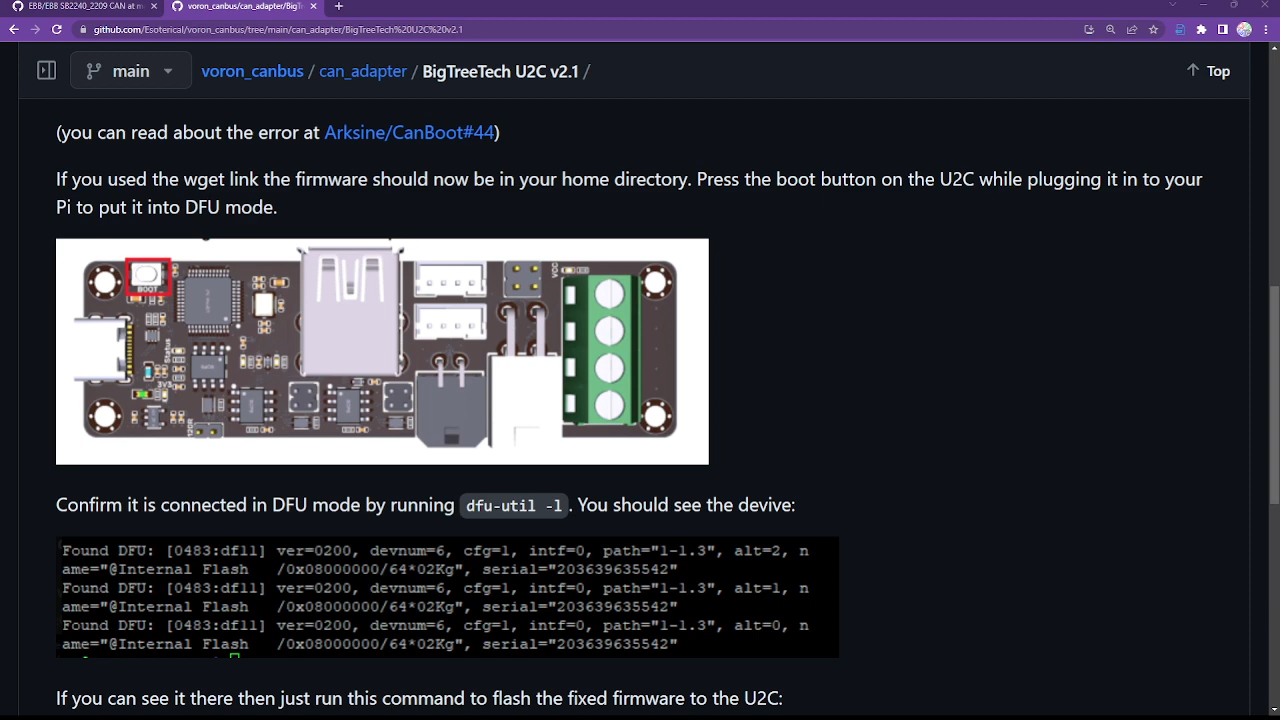 EBB/EBB SB2240_2209 CAN at m
voron_canbus/can_adapter/BigTre
github.com/Esoterical/voron_canbus/tree/main/can_adapter/BigTreeTech%20U2C%20v2.1
main
voron_canbus / can_adapter / BigTreeTech U2C v2.1 /
Top
(you can read about the error at Arksine/CanBoot#44)
If you used the wget link the firmware should now be in your home directory. Press the boot button on the U2C while plugging it in to your
Pi to put it into DFU mode.
BOOT
VCC
Status
3V3
120R
Confirm it is connected in DFU mode by running dfu-util -l. You should see the devive:
Found DFU: [0483:df11] ver=0200, devnum=6, cfg=1, intf=0, path="1-1.3", alt=2, n
ame="@Internal Flash   /0x08000000/64*02Kg", serial="203639635542"
Found DFU: [0483:df11] ver=0200, devnum=6, cfg=1, intf=0, path="1-1.3", alt=1, n
ame="@Internal Flash   /0x08000000/64*02Kg", serial="203639635542"
Found DFU: [0483:df11] ver=0200, devnum=6, cfg=1, intf=0, path="1-1.3", alt=0, n
ame="@Internal Flash   /0x08000000/64*02Kg", serial="203639635542"
If you can see it there then just run this command to flash the fixed firmware to the U2C: